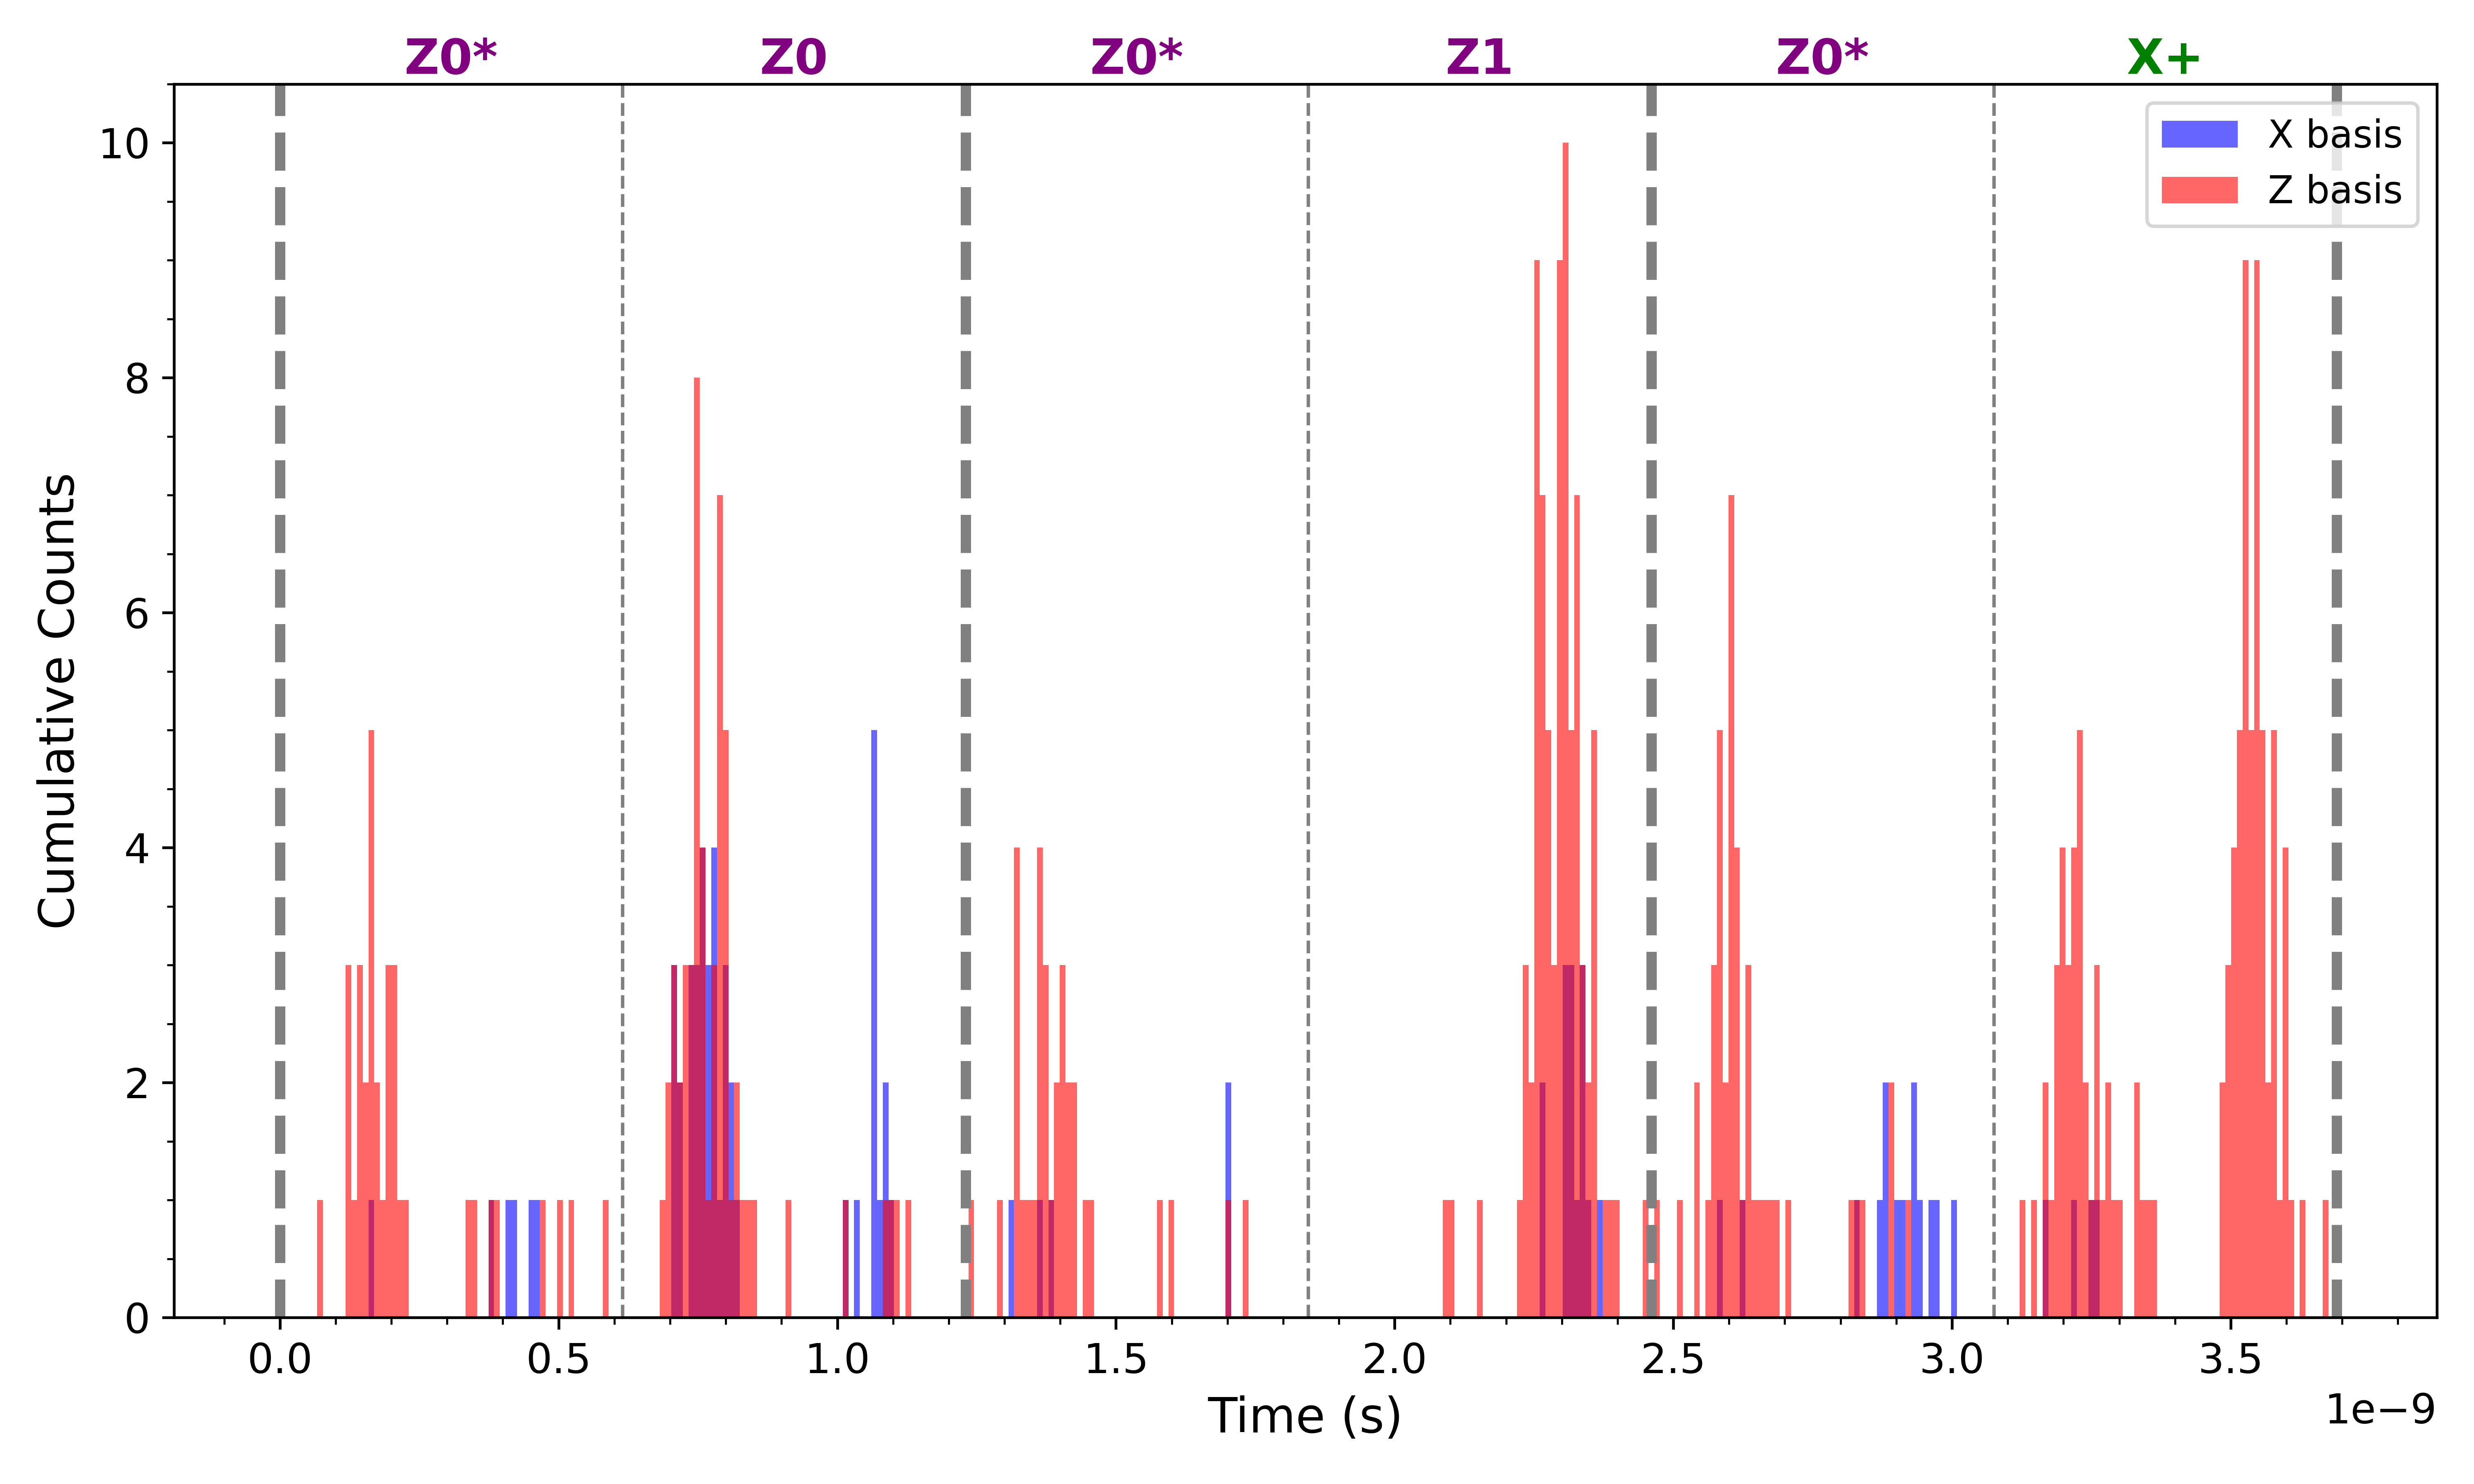 Z0* Z0 Z0* Z1 Z0* X+
X basis
Z basis
10
8
6
4
2
0
Cumulative Counts
0.0 0.5 1.0 1.5 2.0 2.5 3.0 3.5
1e−9
Time (s)